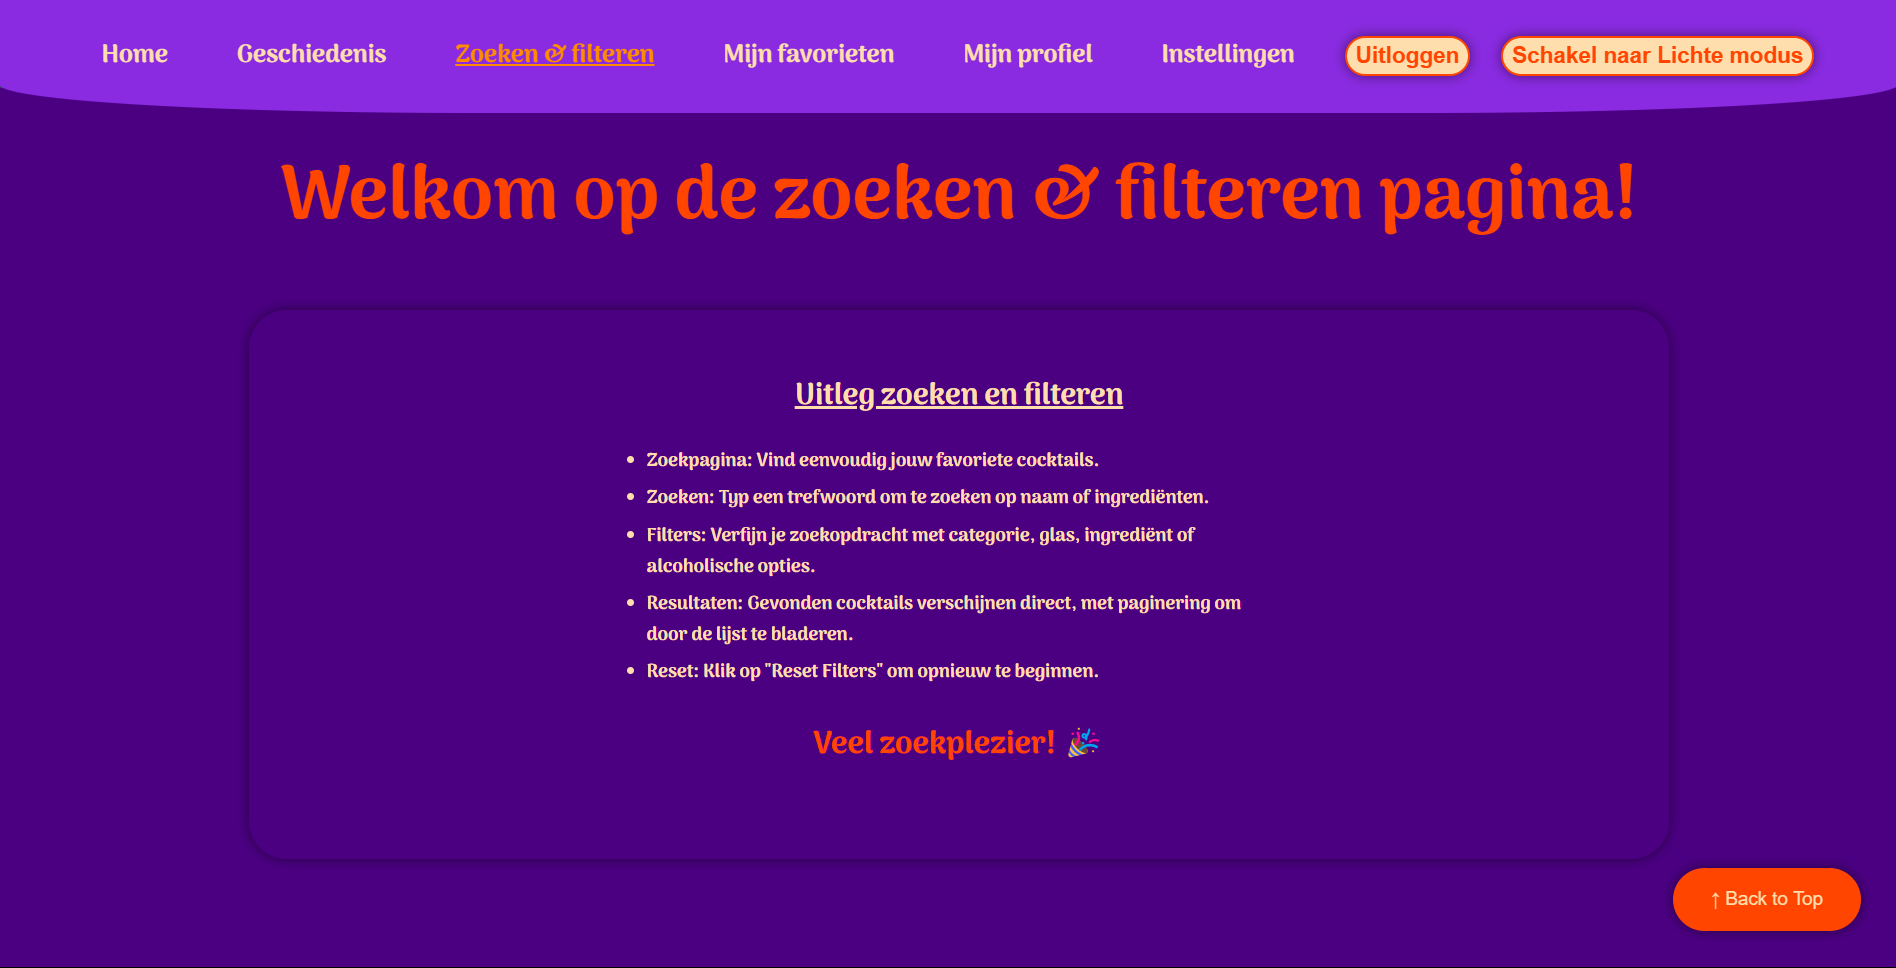 Home Geschiedenis Zoeken & filteren Mijn favorieten Mijn profiel Instellingen Uitloggen Schakel naar Lichte modus
Welkom op de zoeken & filteren pagina!
Uitleg zoeken en filteren
• Zoekpagina: Vind eenvoudig jouw favoriete cocktails.
• Zoeken: Typ een trefwoord om te zoeken op naam of ingrediënten.
• Filters: Verfijn je zoekopdracht met categorie, glas, ingrediënt of
alcoholische opties.
• Resultaten: Gevonden cocktails verschijnen direct, met paginering om
door de lijst te bladeren.
• Reset: Klik op "Reset Filters" om opnieuw te beginnen.
Veel zoekplezier! 🎉
↑ Back to Top